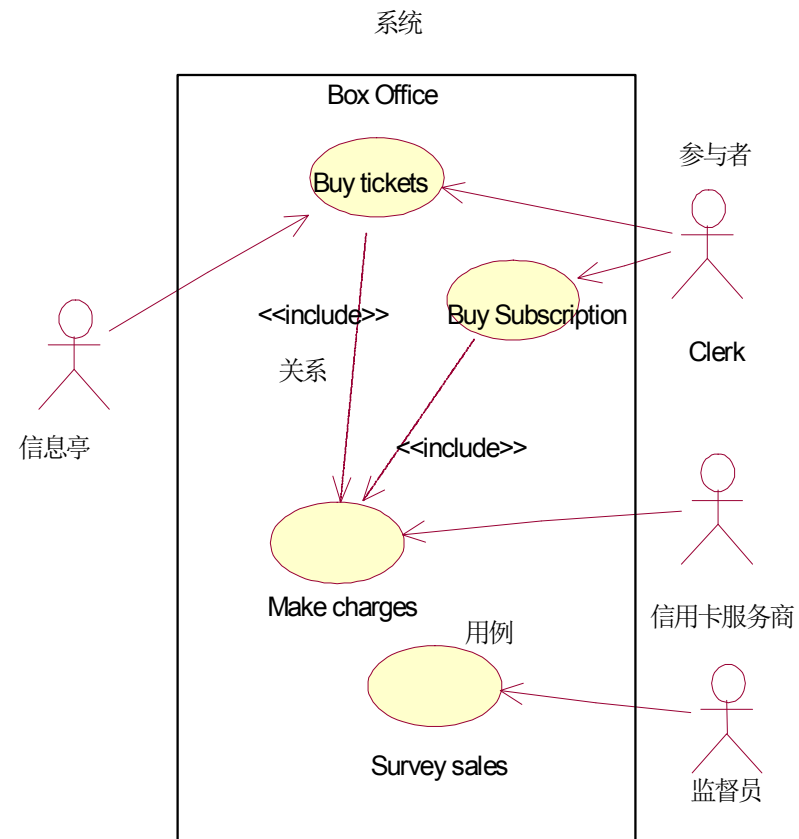 系统
Box Office
参与者
Buy tickets
<<include>>
Buy Subscription
关系
Clerk
信息亭
<<include>>
Make charges
用例
信用卡服务商
Survey sales
监督员